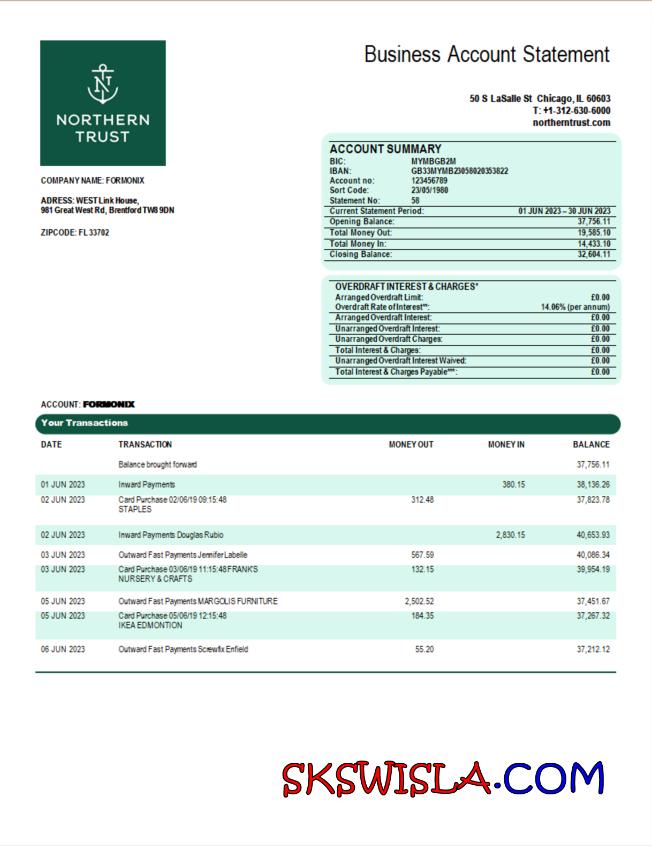 NORTHERN
TRUST
Business Account Statement
50 S LaSalle St Chicago, IL 60603
T: +1-312-630-6000
northerntrust.com
COMPANY NAME: FORMONIX
ADRESS: WEST Link House,
981 Great West Rd, Brentford TW8 9DN
ZIPCODE: FL 33702
ACCOUNT SUMMARY
BIC: MYMBGB2M
IBAN: GB33MYMB23058020353822
Account no: 123456789
Sort Code: 23/05/1980
Statement No: 58
Current Statement Period: 01 JUN 2023 – 30 JUN 2023
Opening Balance: 37,756.11
Total Money Out: 19,585.10
Total Money In: 14,433.10
Closing Balance: 32,604.11
OVERDRAFT INTEREST & CHARGES*
Arranged Overdraft Limit: £0.00
Overdraft Rate of Interest**: 14.06% (per annum)
Arranged Overdraft Interest: £0.00
Unarranged Overdraft Interest: £0.00
Unarranged Overdraft Charges: £0.00
Total Interest & Charges: £0.00
Unarranged Overdraft Interest Waived: £0.00
Total Interest & Charges Payable***: £0.00
ACCOUNT: FORMONIX
Your Transactions
DATE TRANSACTION MONEY OUT MONEY IN BALANCE
Balance brought forward 37,756.11
01 JUN 2023 Inward Payments 380.15 38,136.26
02 JUN 2023 Card Purchase 02/06/19 09:15:48 312.48 37,823.78
STAPLES
02 JUN 2023 Inward Payments Douglas Rubio 2,830.15 40,653.93
03 JUN 2023 Outward Fast Payments Jennifer Labelle 567.59 40,086.34
03 JUN 2023 Card Purchase 03/06/19 11:15:48 FRANKS 132.15 39,954.19
NURSERY & CRAFTS
05 JUN 2023 Outward Fast Payments MARGOLIS FURNITURE 2,502.52 37,451.67
05 JUN 2023 Card Purchase 05/06/19 12:15:48 184.35 37,267.32
IKEA EDMONTION
06 JUN 2023 Outward Fast Payments Screwfix Enfield 55.20 37,212.12
SKSWISLA.COM